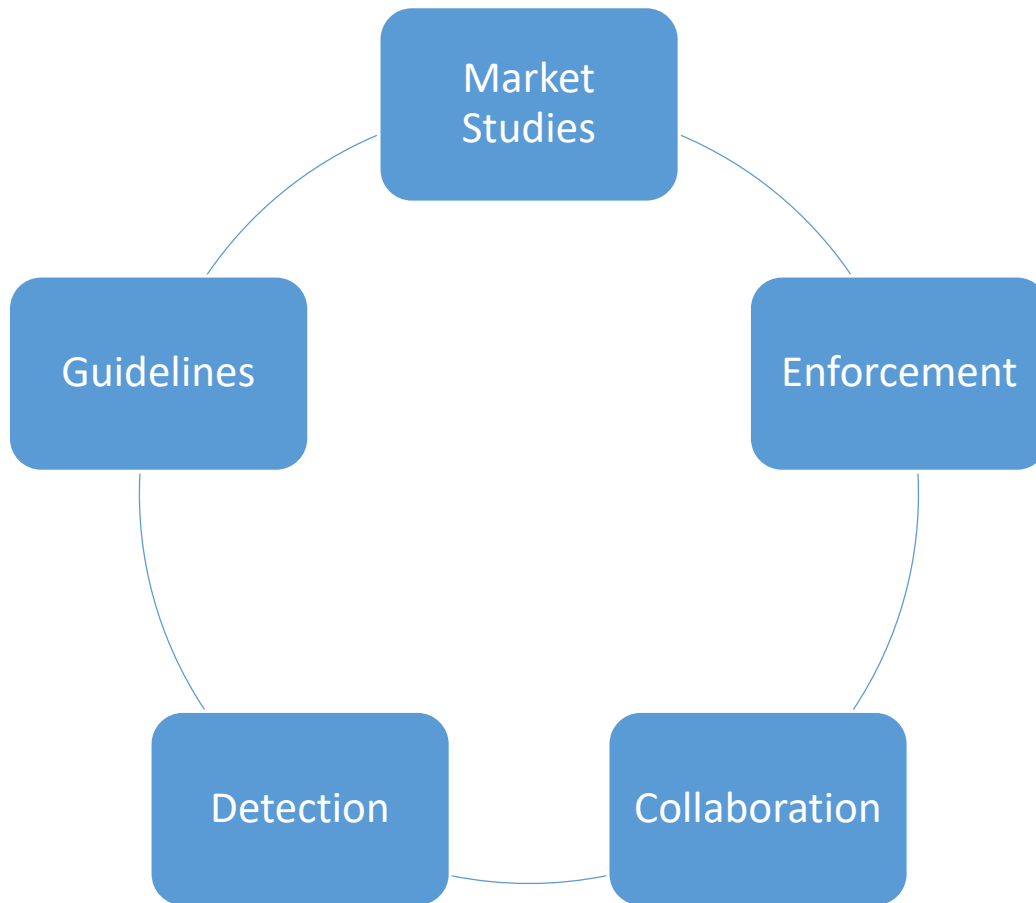 Market
Studies
Guidelines
Enforcement
Detection
Collaboration